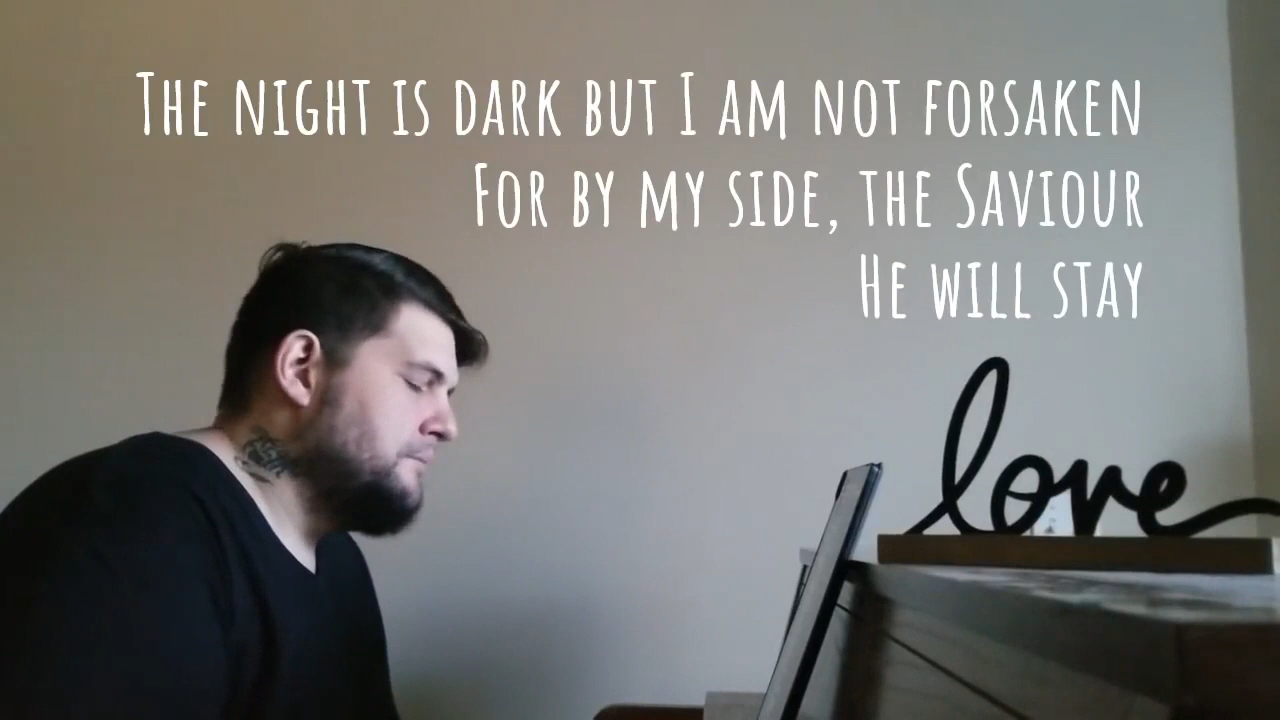 The night is dark but I am not forsaken
For by my side, the Saviour
He will stay
love